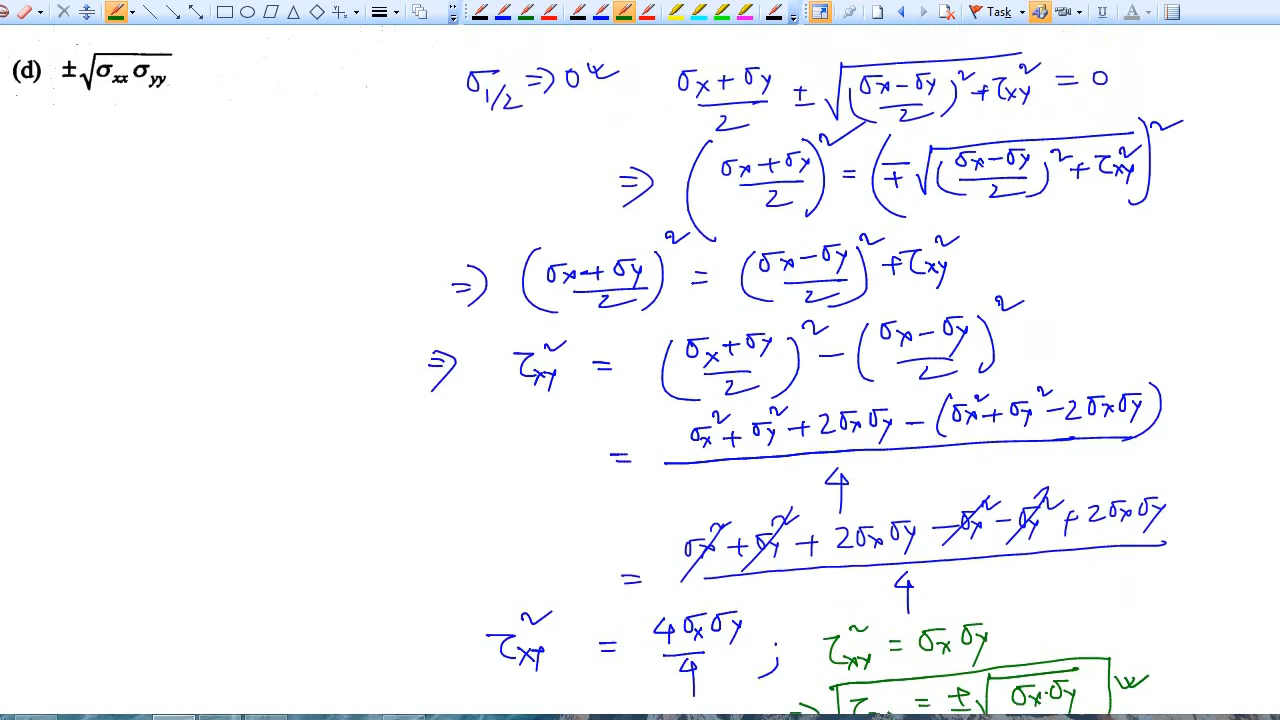 Task
U A
(d) ±√σxx σyy
σ1/2 ⇒ 0 (σx + σy)/2 ± √((σx − σy)/2)² + τxy² = 0
⇒ ((σx + σy)/2)² = (∓ √((σx − σy)/2)² + τxy²)²
⇒ ((σx + σy)/2)² = ((σx − σy)/2)² + τxy²
⇒ τxy² = ((σx + σy)/2)² − ((σx − σy)/2)²
= (σx² + σy² + 2σxσy − (σx² + σy² − 2σxσy))/4
= (σx² + σy² + 2σxσy − σx² − σy² + 2σxσy)/4
τxy² = 4σxσy/4 ; τxy² = σxσy
= ±√σx·σy